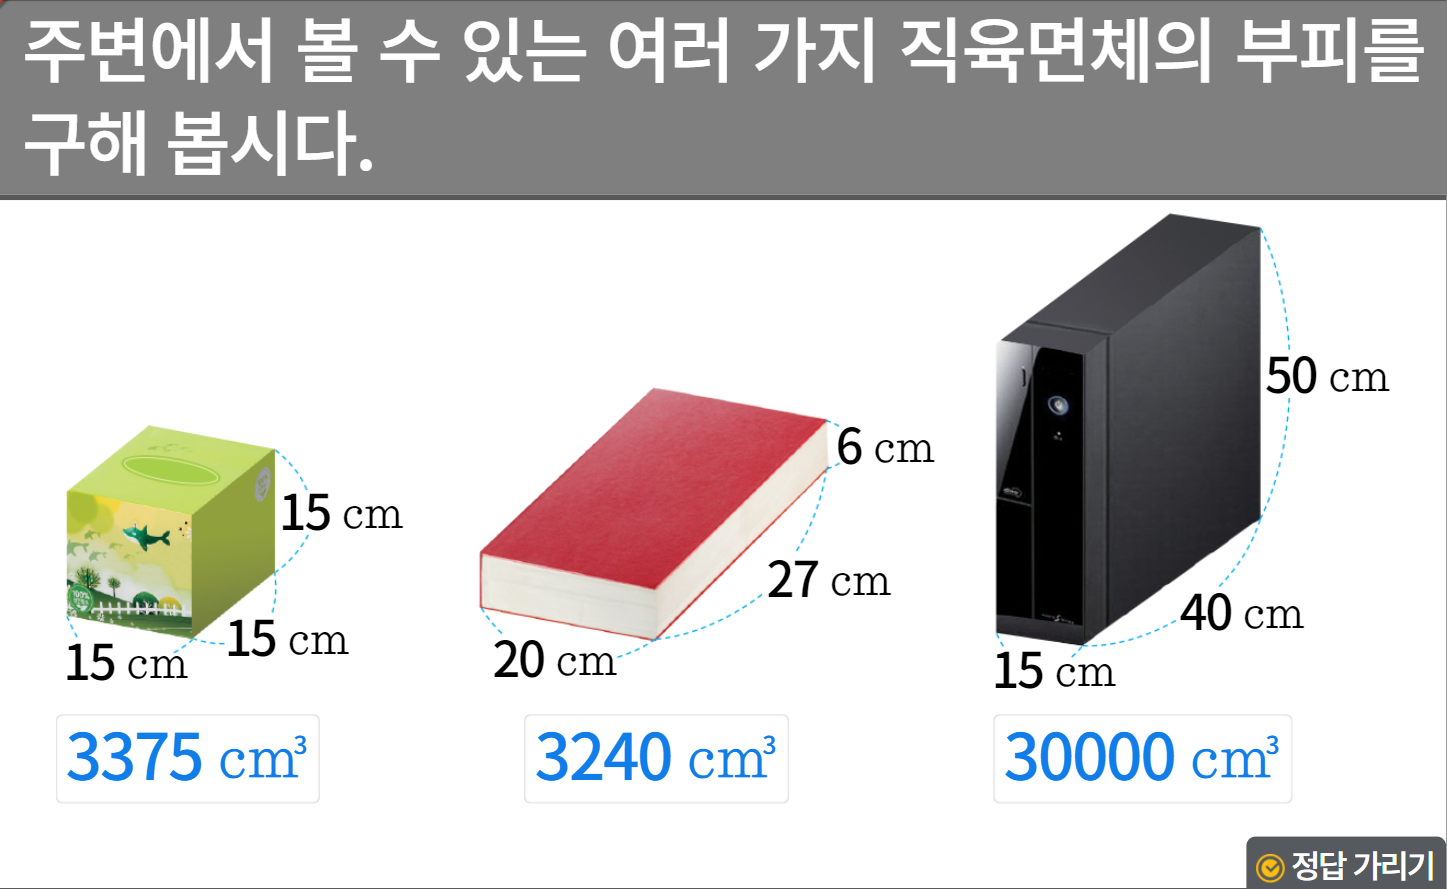 주변에서 볼 수 있는 여러 가지 직육면체의 부피를
구해 봅시다.
15 cm
15 cm
15 cm
100%
3375 cm³
6 cm
27 cm
20 cm
3240 cm³
50 cm
40 cm
15 cm
30000 cm³
정답 가리기